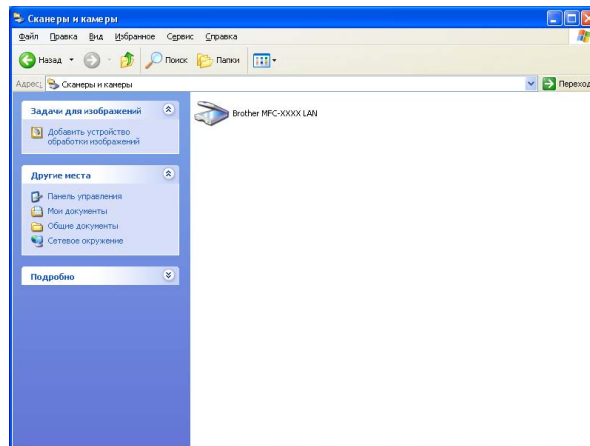 Сканеры и камеры
Файл Правка Вид Избранное Сервис Справка
Назад Поиск Папки
Адрес: Сканеры и камеры Переход
Задачи для изображений
Добавить устройство
обработки изображений
Brother MFC-XXXX LAN
Другие места
Панель управления
Мои документы
Общие документы
Сетевое окружение
Подробно